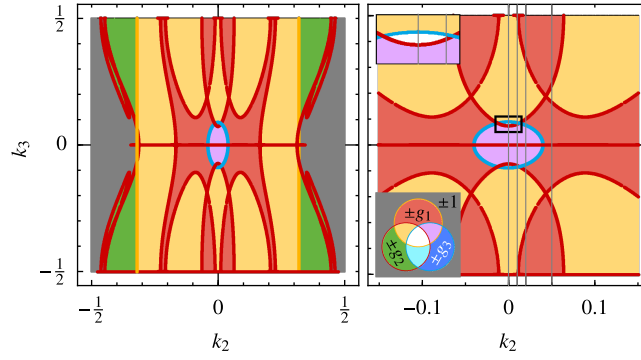 1/2
k₃
0
−1/2
−1/2
0
1/2
k₂
±1
±g₁
±g₂
±g₃
−0.1
0
0.1
k₂